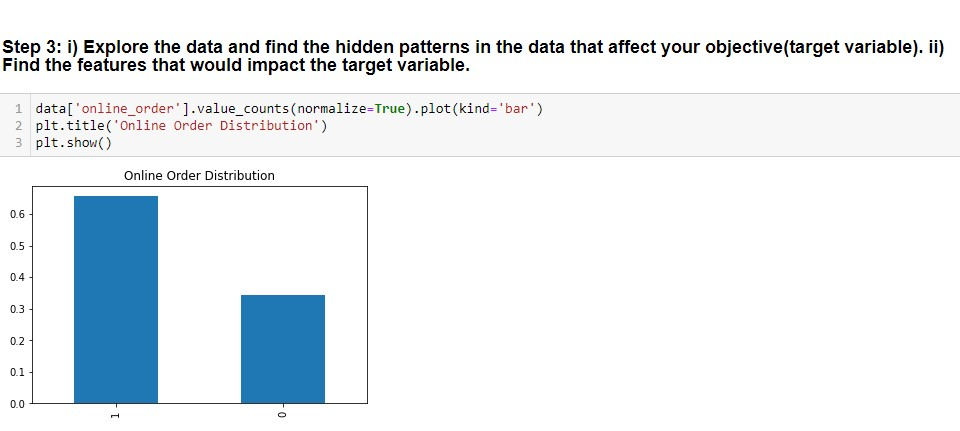 Step 3: i) Explore the data and find the hidden patterns in the data that affect your objective(target variable). ii)
Find the features that would impact the target variable.
1 data['online_order'].value_counts(normalize=True).plot(kind='bar')
2 plt.title('Online Order Distribution')
3 plt.show()
Online Order Distribution
0.6
0.5
0.4
0.3
0.2
0.1
0.0
1 0